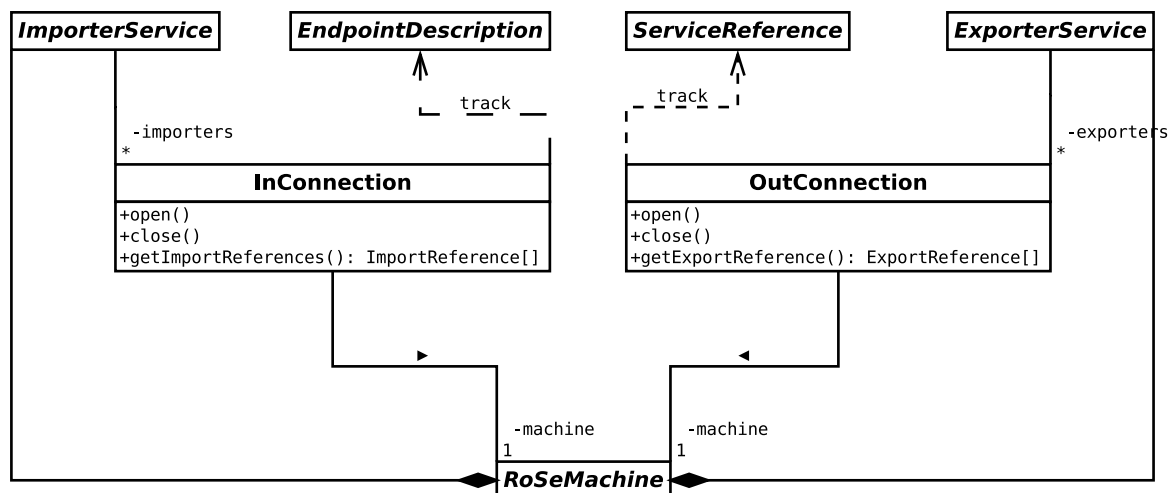 ImporterService
EndpointDescription
ServiceReference
ExporterService
track
track
-importers
*
-exporters
*
InConnection
+open()
+close()
+getImportReferences(): ImportReference[]
OutConnection
+open()
+close()
+getExportReference(): ExportReference[]
-machine
1
-machine
1
RoSeMachine